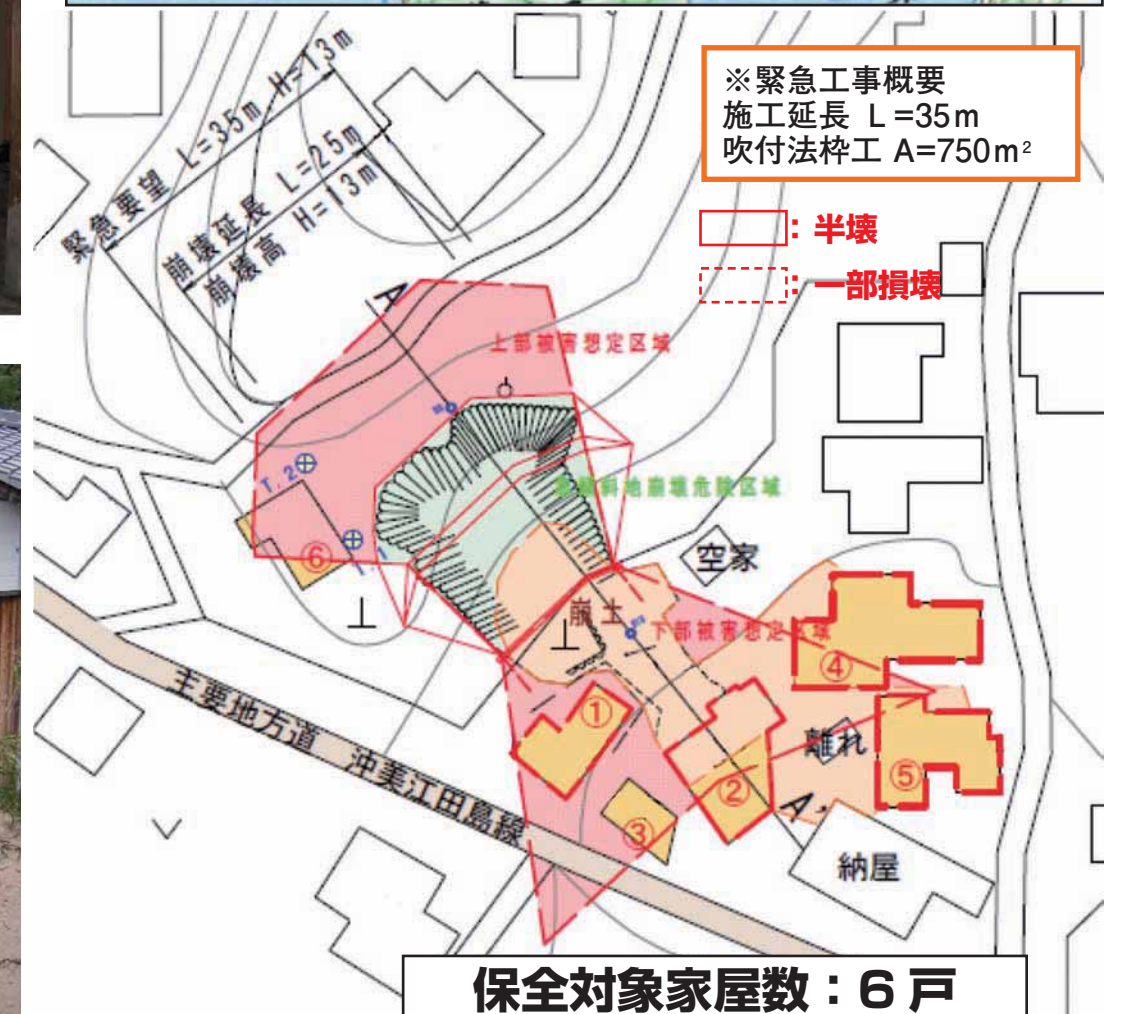 緊急要望 L=35m H=13m
崩壊延長 L=25m
崩壊高 H=13m
※緊急工事概要
施工延長 L=35m
吹付法枠工 A=750m²
：半壊
：一部損壊
A
上部被害想定区域
斜地崩壊危険区域
T.2
T.1
⑥
空家
崩土
下部被害想定区域
④
①
離れ
②
⑤
A'
③
主要地方道 沖美江田島線
納屋
保全対象家屋数：6戸